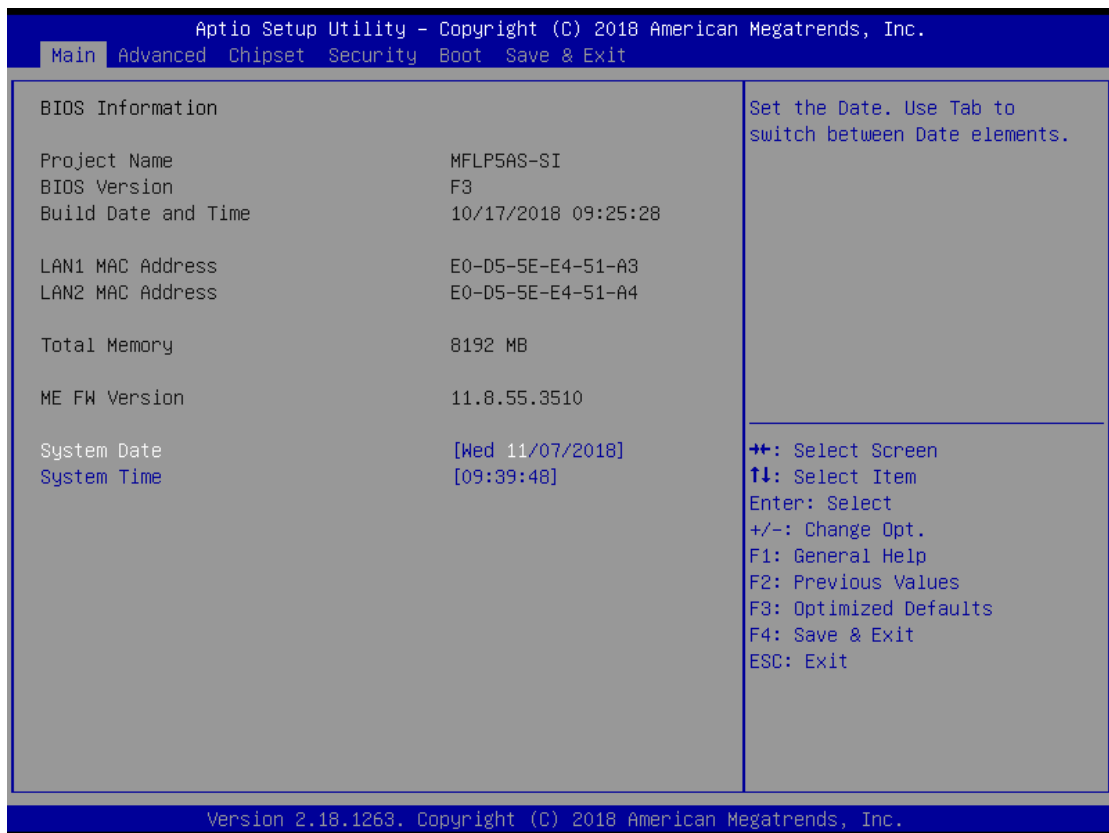 Aptio Setup Utility – Copyright (C) 2018 American Megatrends, Inc.
Main Advanced Chipset Security Boot Save & Exit
BIOS Information
Project Name MFLP5AS-SI
BIOS Version F3
Build Date and Time 10/17/2018 09:25:28
LAN1 MAC Address E0-D5-5E-E4-51-A3
LAN2 MAC Address E0-D5-5E-E4-51-A4
Total Memory 8192 MB
ME FW Version 11.8.55.3510
System Date [Wed 11/07/2018]
System Time [09:39:48]
Set the Date. Use Tab to
switch between Date elements.
→←: Select Screen
↑↓: Select Item
Enter: Select
+/-: Change Opt.
F1: General Help
F2: Previous Values
F3: Optimized Defaults
F4: Save & Exit
ESC: Exit
Version 2.18.1263. Copyright (C) 2018 American Megatrends, Inc.